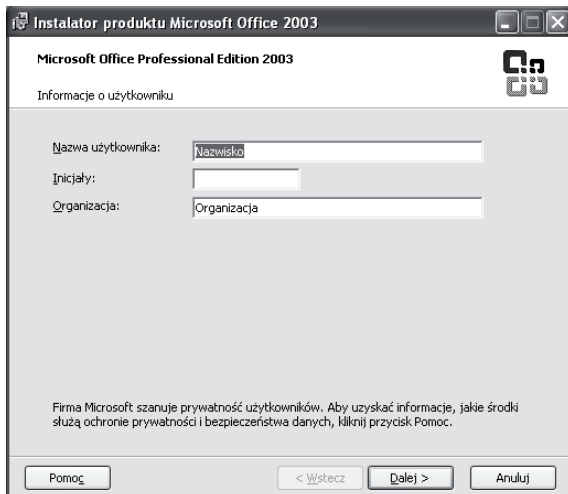 Instalator produktu Microsoft Office 2003
Microsoft Office Professional Edition 2003
Informacje o użytkowniku
Nazwa użytkownika: Nazwisko
Inicjały:
Organizacja: Organizacja
Firma Microsoft szanuje prywatność użytkowników. Aby uzyskać informacje, jakie środki
służą ochronie prywatności i bezpieczeństwa danych, kliknij przycisk Pomoc.
Pomoc < Wstecz Dalej > Anuluj